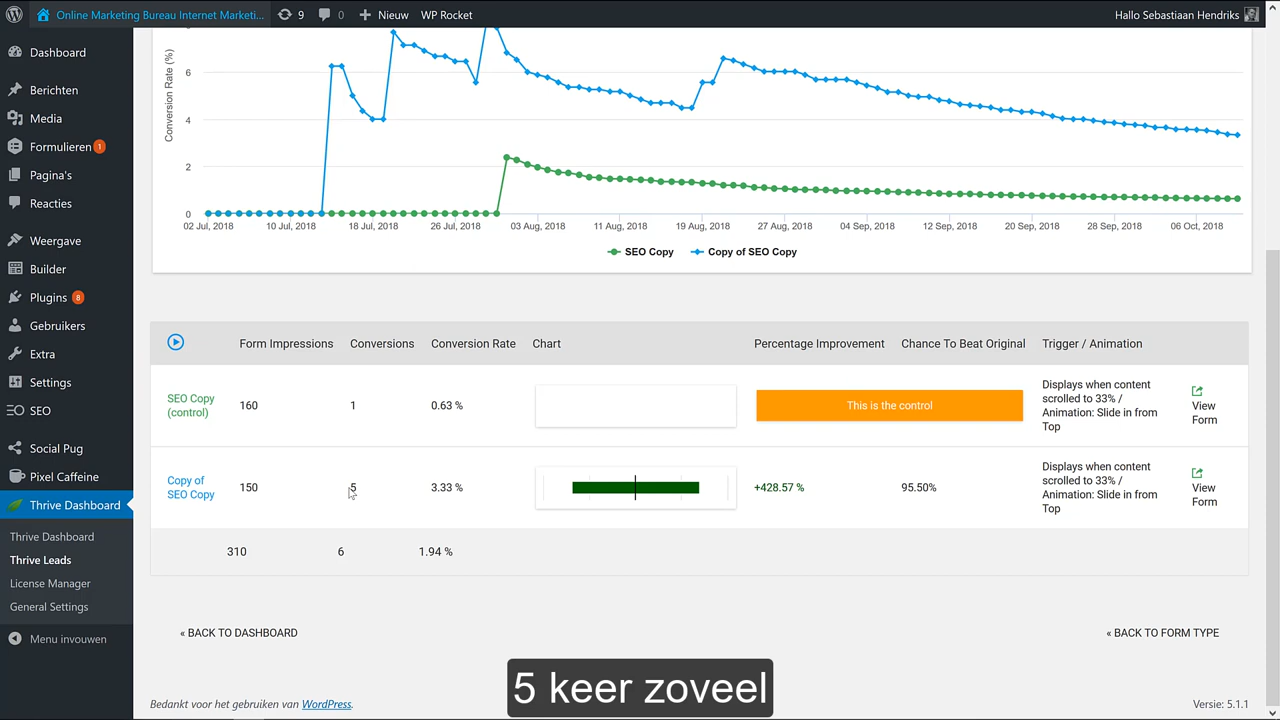 Online Marketing Bureau Internet Marketi...
9
0
Nieuw
WP Rocket
Hallo Sebastiaan Hendriks
Dashboard
Berichten
Media
Formulieren 1
Pagina's
Reacties
Weergave
Builder
Plugins 8
Gebruikers
Extra
Settings
SEO
Social Pug
Pixel Caffeine
Thrive Dashboard
Thrive Dashboard
Thrive Leads
License Manager
General Settings
Menu invouwen
Conversion Rate (%)
6
4
2
0
02 Jul, 2018
10 Jul, 2018
18 Jul, 2018
26 Jul, 2018
03 Aug, 2018
11 Aug, 2018
19 Aug, 2018
27 Aug, 2018
04 Sep, 2018
12 Sep, 2018
20 Sep, 2018
28 Sep, 2018
06 Oct, 2018
SEO Copy
Copy of SEO Copy
Form Impressions
Conversions
Conversion Rate
Chart
Percentage Improvement
Chance To Beat Original
Trigger / Animation
SEO Copy
(control)
160
1
0.63 %
This is the control
Displays when content
scrolled to 33% /
Animation: Slide in from
Top
View
Form
Copy of
SEO Copy
150
5
3.33 %
+428.57 %
95.50%
Displays when content
scrolled to 33% /
Animation: Slide in from
Top
View
Form
310
6
1.94 %
« BACK TO DASHBOARD
« BACK TO FORM TYPE
5 keer zoveel
Bedankt voor het gebruiken van WordPress.
Versie: 5.1.1